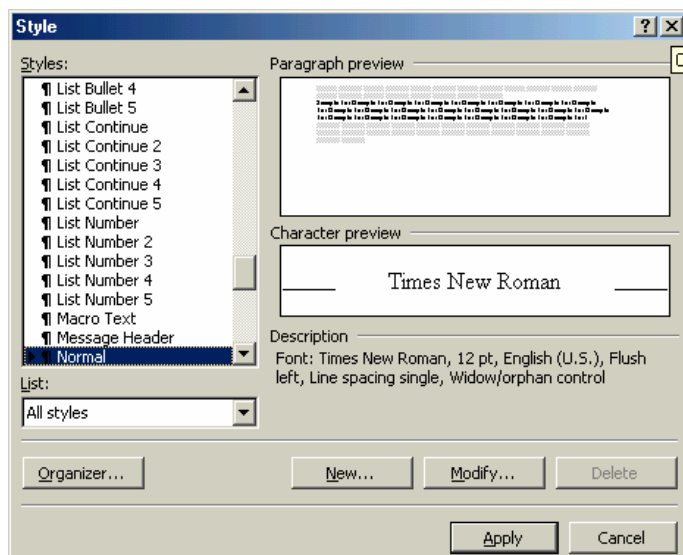 Style
Styles:
¶ List Bullet 4
¶ List Bullet 5
¶ List Continue
¶ List Continue 2
¶ List Continue 3
¶ List Continue 4
¶ List Continue 5
¶ List Number
¶ List Number 2
¶ List Number 3
¶ List Number 4
¶ List Number 5
¶ Macro Text
¶ Message Header
¶ Normal
List:
All styles
Paragraph preview
Character preview
Times New Roman
Description
Font: Times New Roman, 12 pt, English (U.S.), Flush
left, Line spacing single, Widow/orphan control
Organizer...
New...
Modify...
Delete
Apply
Cancel